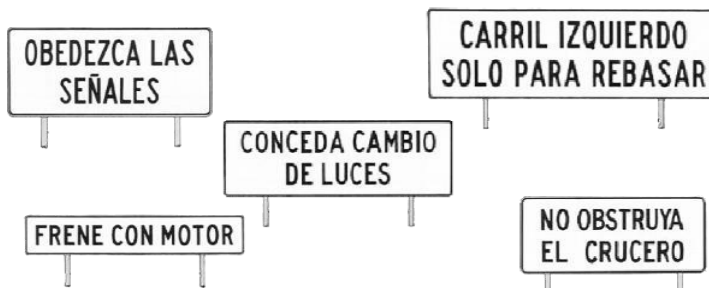 OBEDEZCA LAS
SEÑALES
CARRIL IZQUIERDO
SOLO PARA REBASAR
CONCEDA CAMBIO
DE LUCES
FRENE CON MOTOR
NO OBSTRUYA
EL CRUCERO